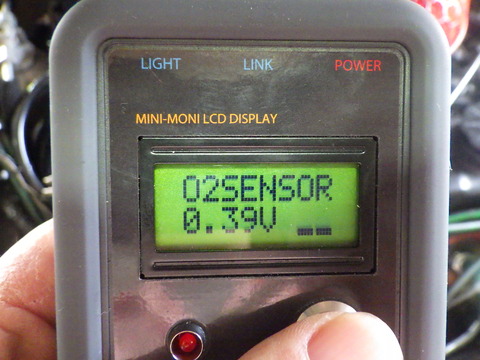 LIGHT LINK POWER
MINI-MONI LCD DISPLAY
O2SENSOR
0.39V